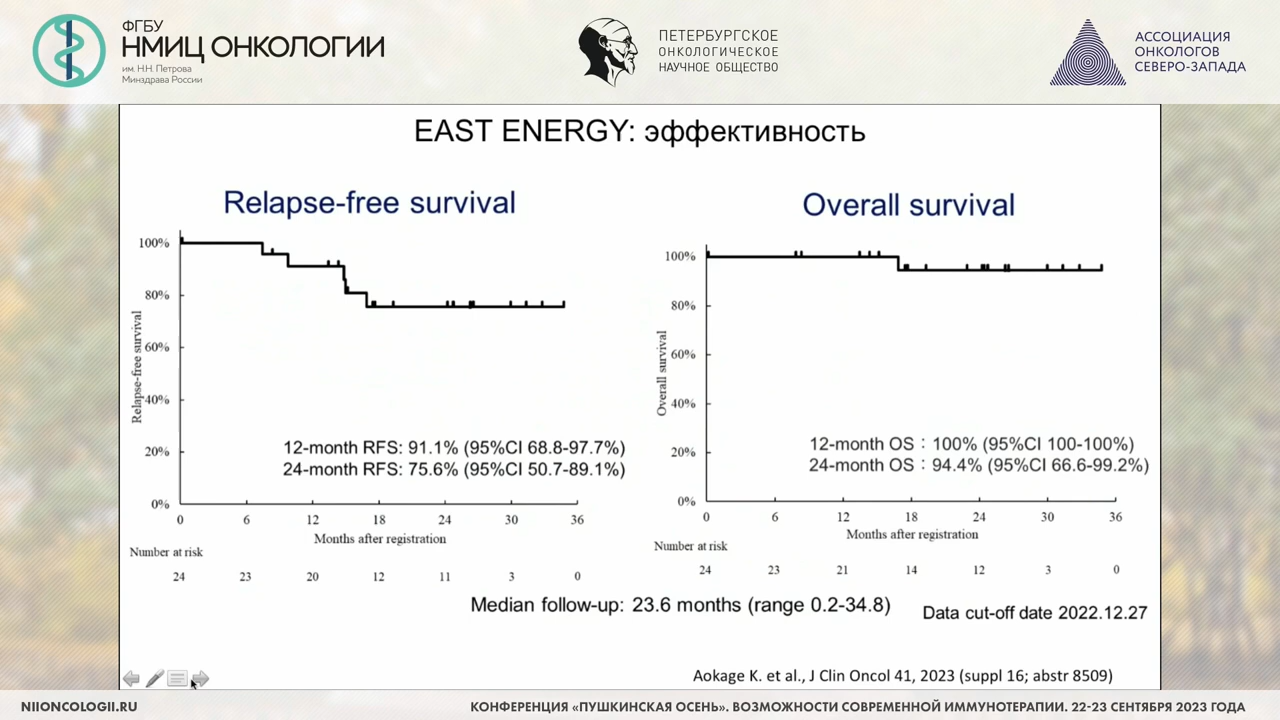 ФГБУ
НМИЦ ОНКОЛОГИИ
им. Н.Н. Петрова
Минздрава России
ПЕТЕРБУРГСКОЕ
ОНКОЛОГИЧЕСКОЕ
НАУЧНОЕ ОБЩЕСТВО
АССОЦИАЦИЯ
ОНКОЛОГОВ
СЕВЕРО-ЗАПАДА
EAST ENERGY: эффективность
Relapse-free survival
100%
80%
60%
40%
20%
0%
Relapse-free survival
12-month RFS: 91.1% (95%CI 68.8-97.7%)
24-month RFS: 75.6% (95%CI 50.7-89.1%)
0 6 12 18 24 30 36
Months after registration
Number at risk
24 23 20 12 11 3 0
Overall survival
100%
80%
60%
40%
20%
0%
Overall survival
12-month OS : 100% (95%CI 100-100%)
24-month OS : 94.4% (95%CI 66.6-99.2%)
0 6 12 18 24 30 36
Months after registration
Number at risk
24 23 21 14 12 3 0
Median follow-up: 23.6 months (range 0.2-34.8)
Data cut-off date 2022.12.27
Aokage K. et al., J Clin Oncol 41, 2023 (suppl 16; abstr 8509)
NIIONCOLOGII.RU
КОНФЕРЕНЦИЯ «ПУШКИНСКАЯ ОСЕНЬ». ВОЗМОЖНОСТИ СОВРЕМЕННОЙ ИММУНОТЕРАПИИ. 22-23 СЕНТЯБРЯ 2023 ГОДА